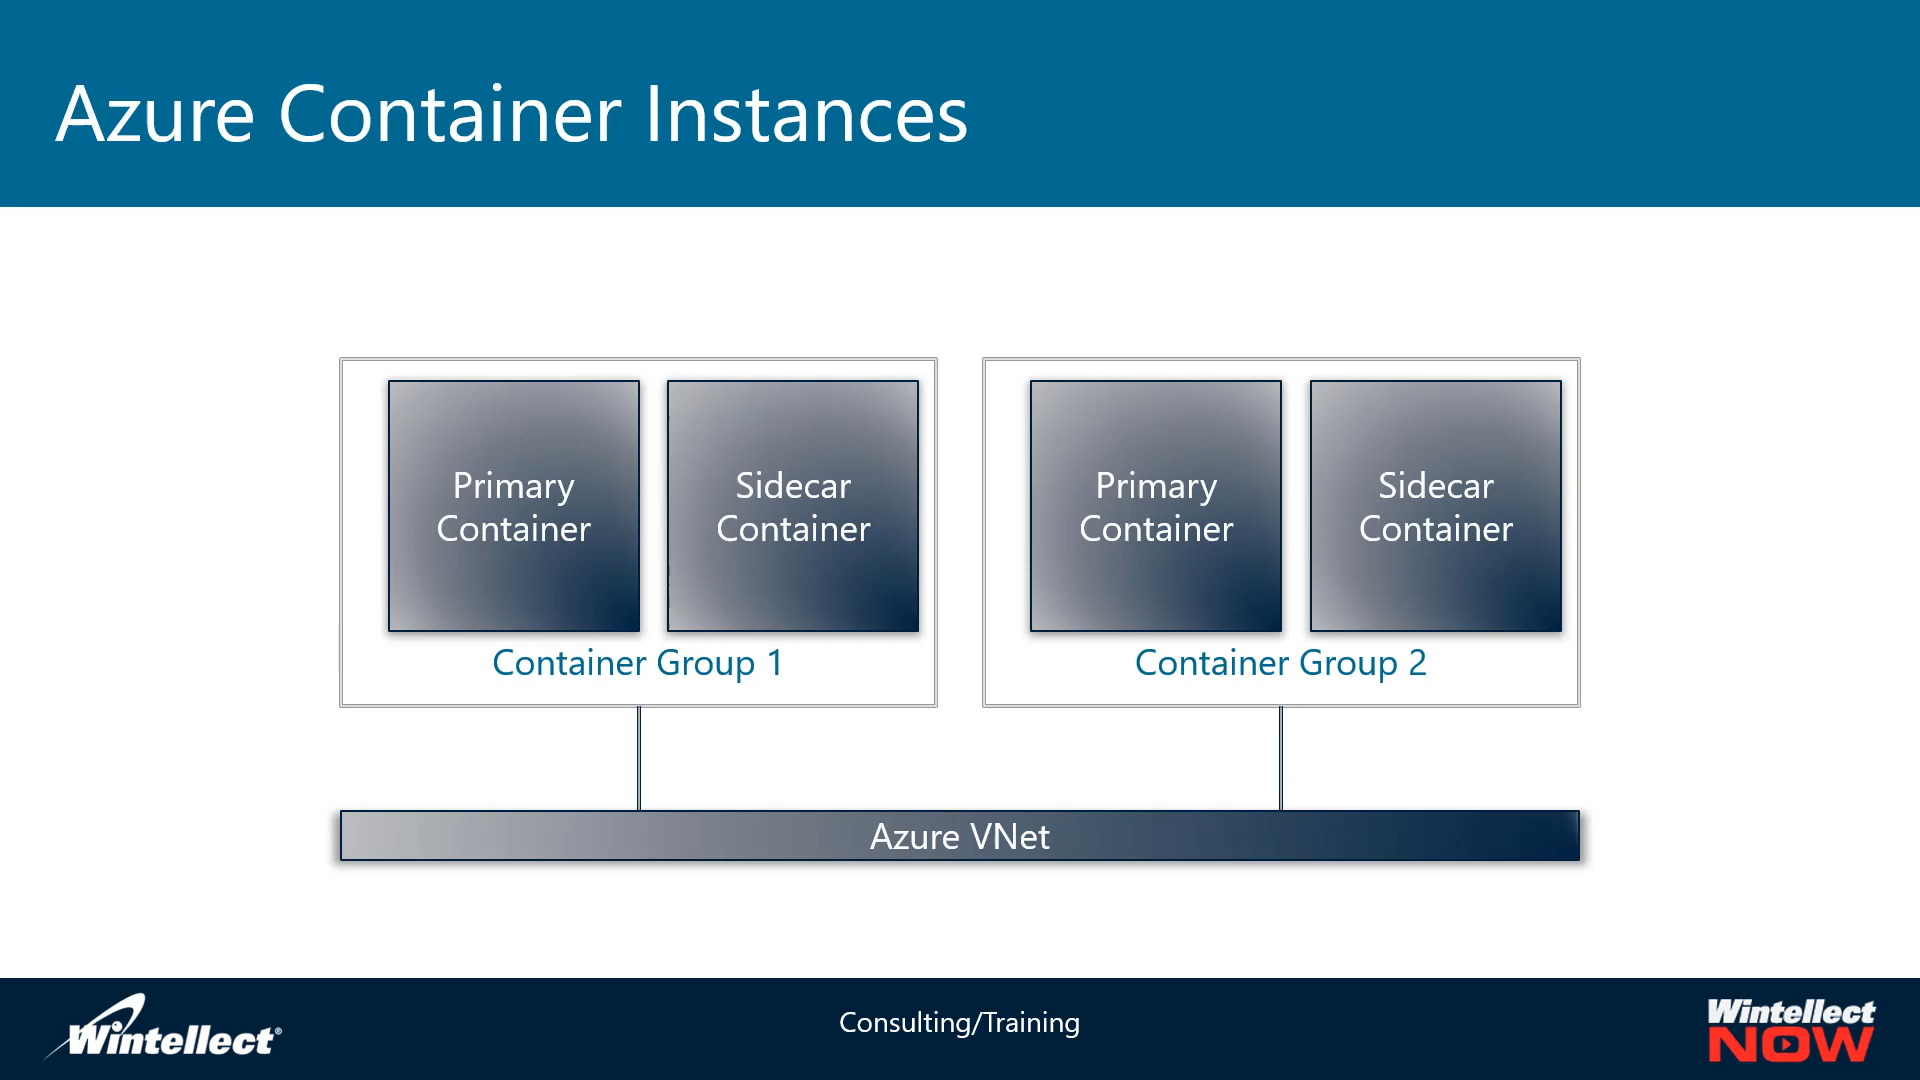 Azure Container Instances
Primary
Container
Sidecar
Container
Container Group 1
Primary
Container
Sidecar
Container
Container Group 2
Azure VNet
Wintellect®
Consulting/Training
Wintellect
NOW